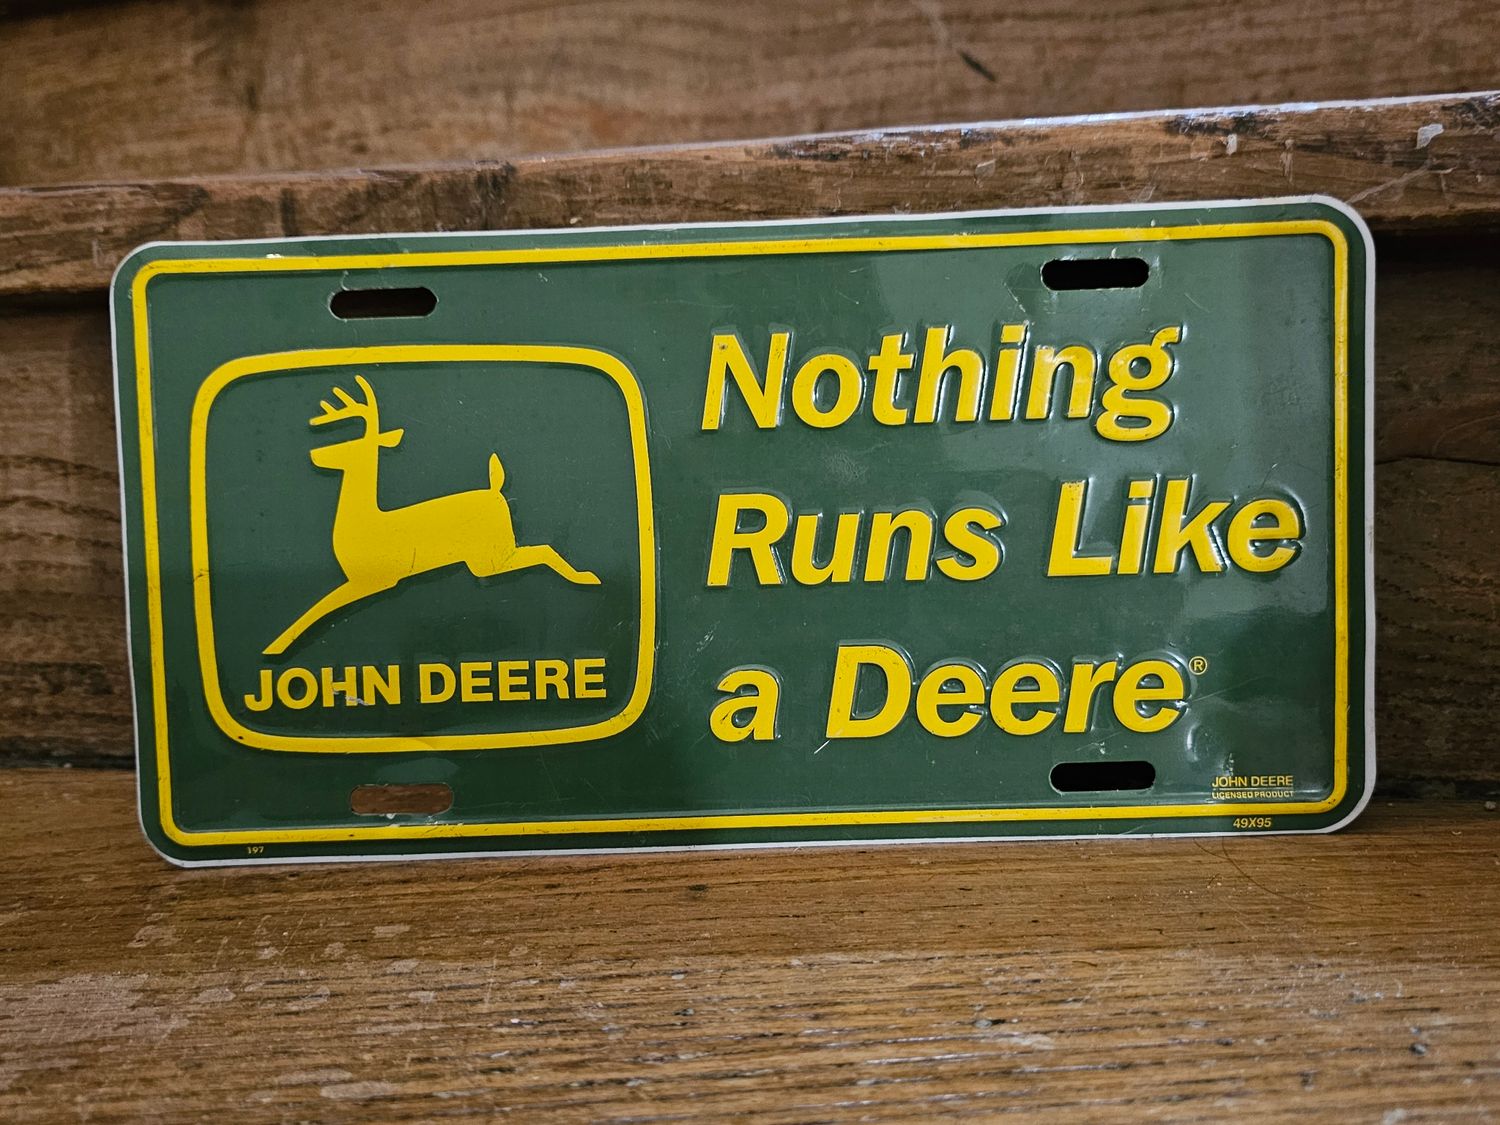 Nothing
Runs Like
a Deere®
JOHN DEERE
JOHN DEERE
LICENSED PRODUCT
49X95
197